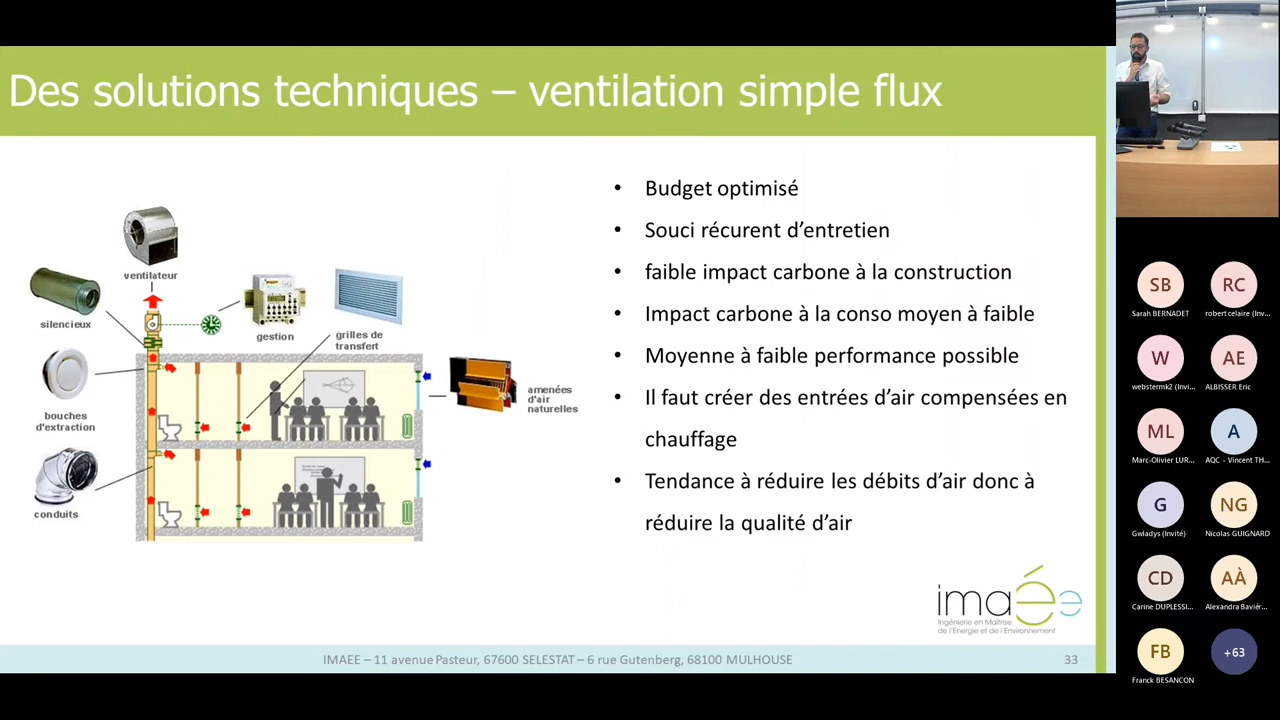 Des solutions techniques – ventilation simple flux
ventilateur
silencieux
gestion
grilles de
transfert
bouches
d'extraction
amenées
d'air
naturelles
conduits
• Budget optimisé
• Souci récurent d'entretien
• faible impact carbone à la construction
• Impact carbone à la conso moyen à faible
• Moyenne à faible performance possible
• Il faut créer des entrées d'air compensées en
chauffage
• Tendance à réduire les débits d'air donc à
réduire la qualité d'air
imaÉe
Ingénierie en Maîtrise
de l'Energie et de l'Environnement
IMAEE – 11 avenue Pasteur, 67600 SELESTAT – 6 rue Gutenberg, 68100 MULHOUSE
33
SB
RC
Sarah BERNADET
robert celaire (Inv...
W
AE
webstermk2 (Invi...
ALBISSER Eric
ML
A
Marc-Olivier LUR...
AQC - Vincent TH...
G
NG
Gwladys (Invité)
Nicolas GUIGNARD
CD
AÀ
Carine DUPLESSI...
Alexandra Bavièr...
FB
+63
Franck BESANCON